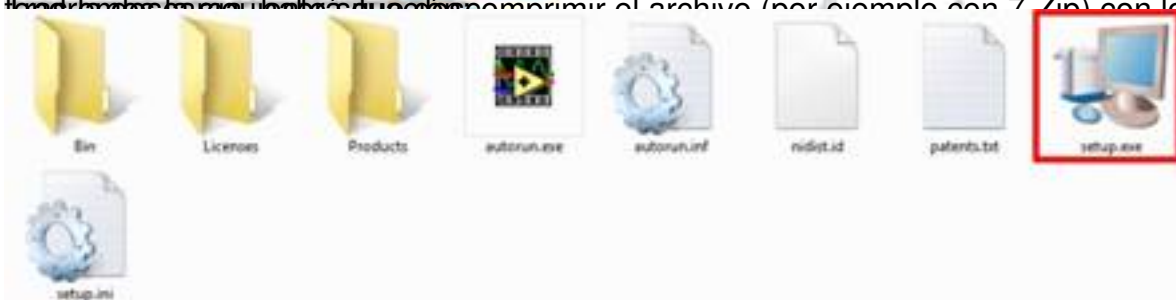 descomprimir el archivo (por ejemplo con 7-Zip) con
Bin Licenses Products autorun.exe autorun.inf nidist.id patents.txt setup.exe
setup.ini